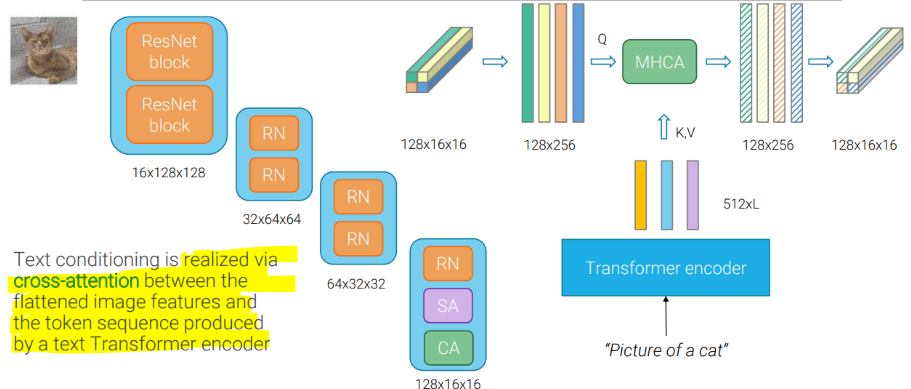 ResNet
block
ResNet
block
16x128x128
RN
RN
32x64x64
RN
RN
64x32x32
RN
SA
CA
128x16x16
128x16x16
128x256
Q
MHCA
K,V
128x256
128x16x16
512xL
Transformer encoder
“Picture of a cat”
Text conditioning is realized via
cross-attention between the
flattened image features and
the token sequence produced
by a text Transformer encoder